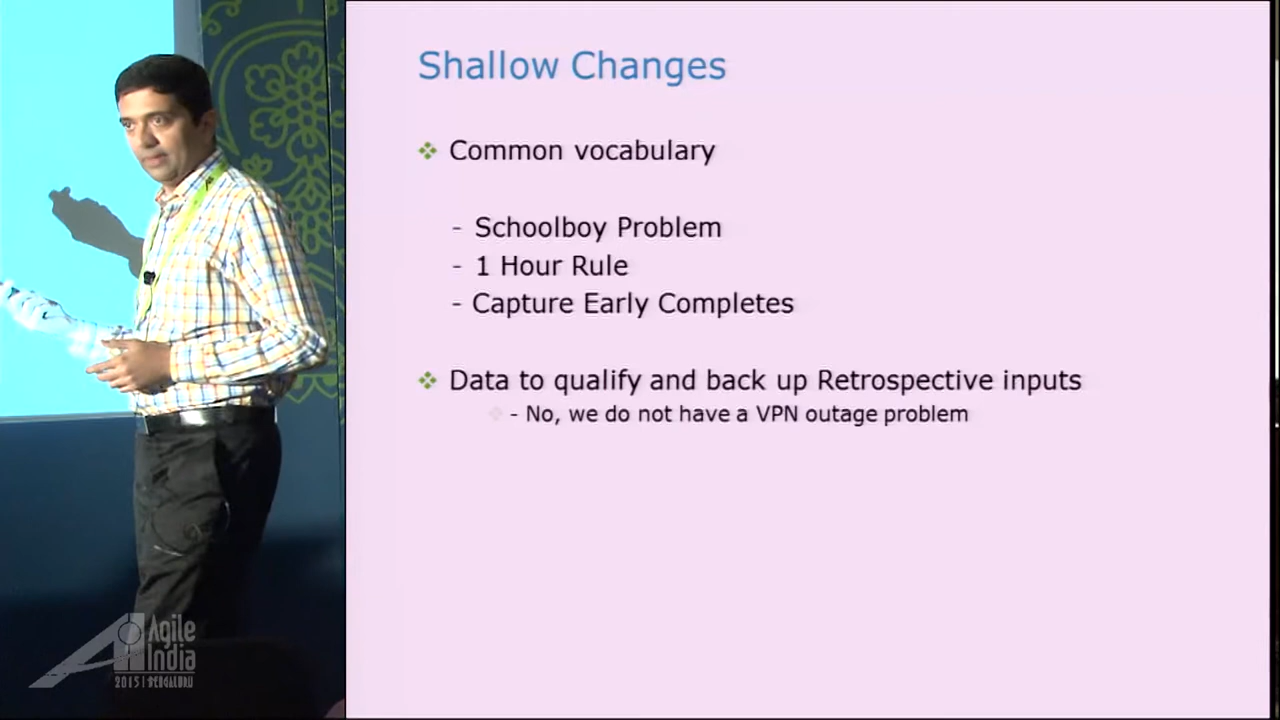 Shallow Changes
❖ Common vocabulary
- Schoolboy Problem
- 1 Hour Rule
- Capture Early Completes
❖ Data to qualify and back up Retrospective inputs
- No, we do not have a VPN outage problem
Agile
India
2015 | BENGALURU